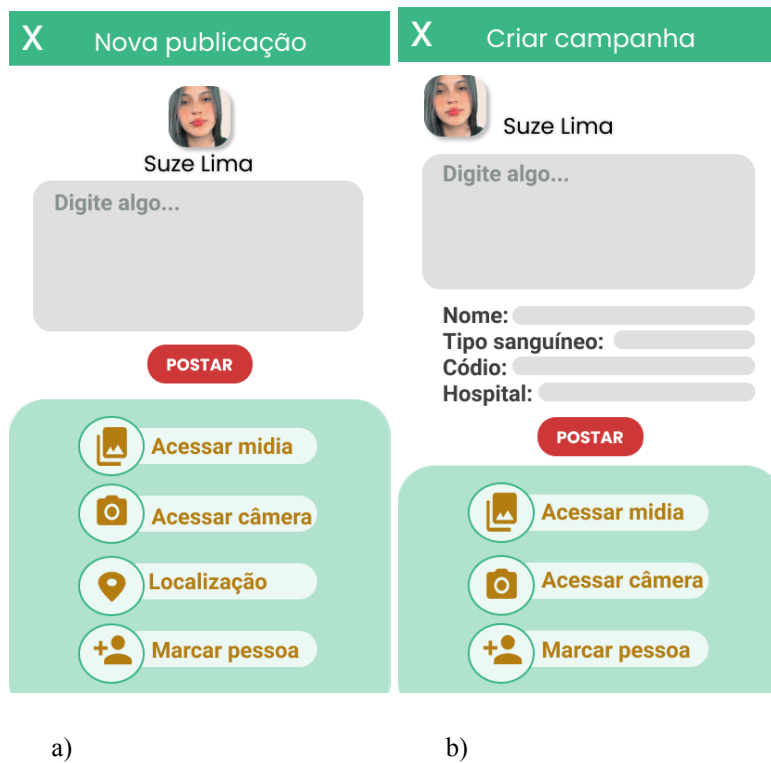 X Nova publicação
Suze Lima
Digite algo...
POSTAR
Acessar midia
Acessar câmera
Localização
Marcar pessoa
a)
X Criar campanha
Suze Lima
Digite algo...
Nome:
Tipo sanguíneo:
Códio:
Hospital:
POSTAR
Acessar midia
Acessar câmera
Marcar pessoa
b)